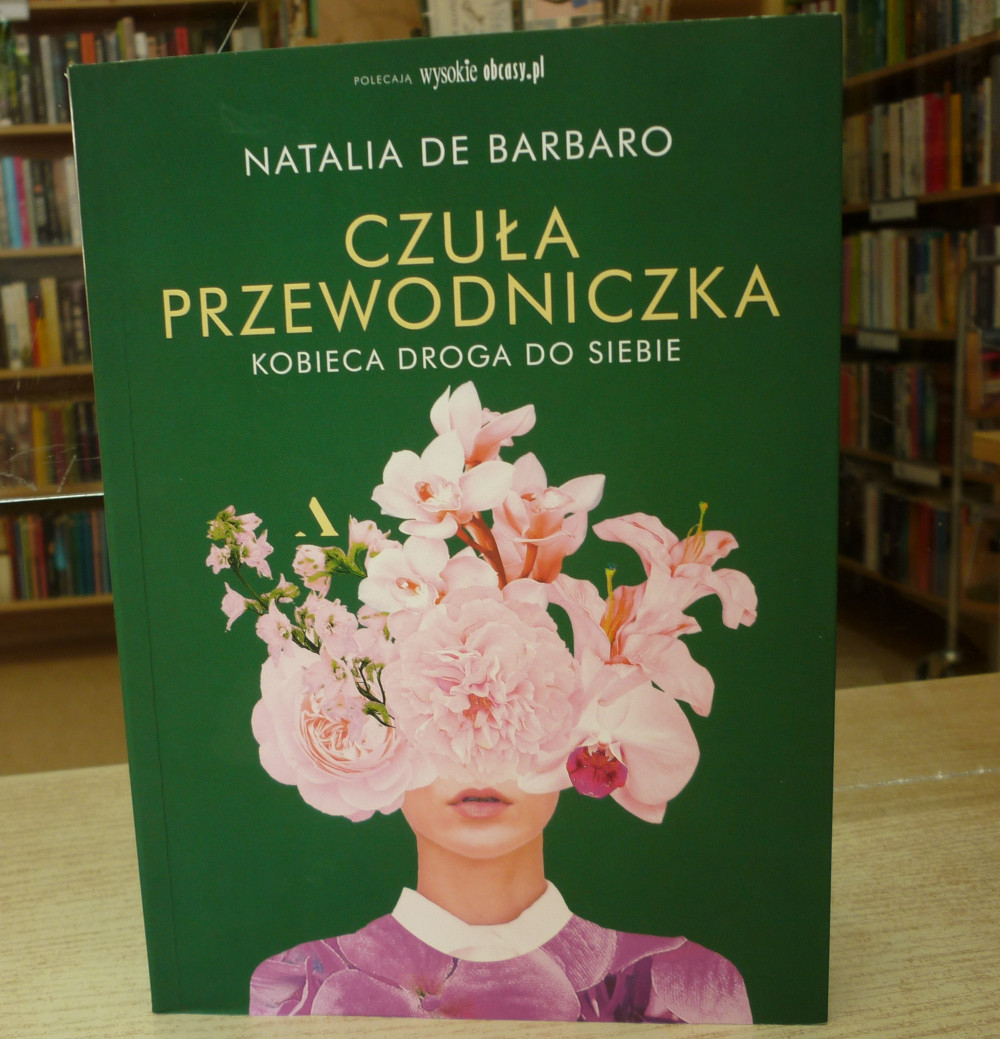 POLECAJĄ wysokie obcasy.pl
NATALIA DE BARBARO
CZUŁA
PRZEWODNICZKA
KOBIECA DROGA DO SIEBIE
A